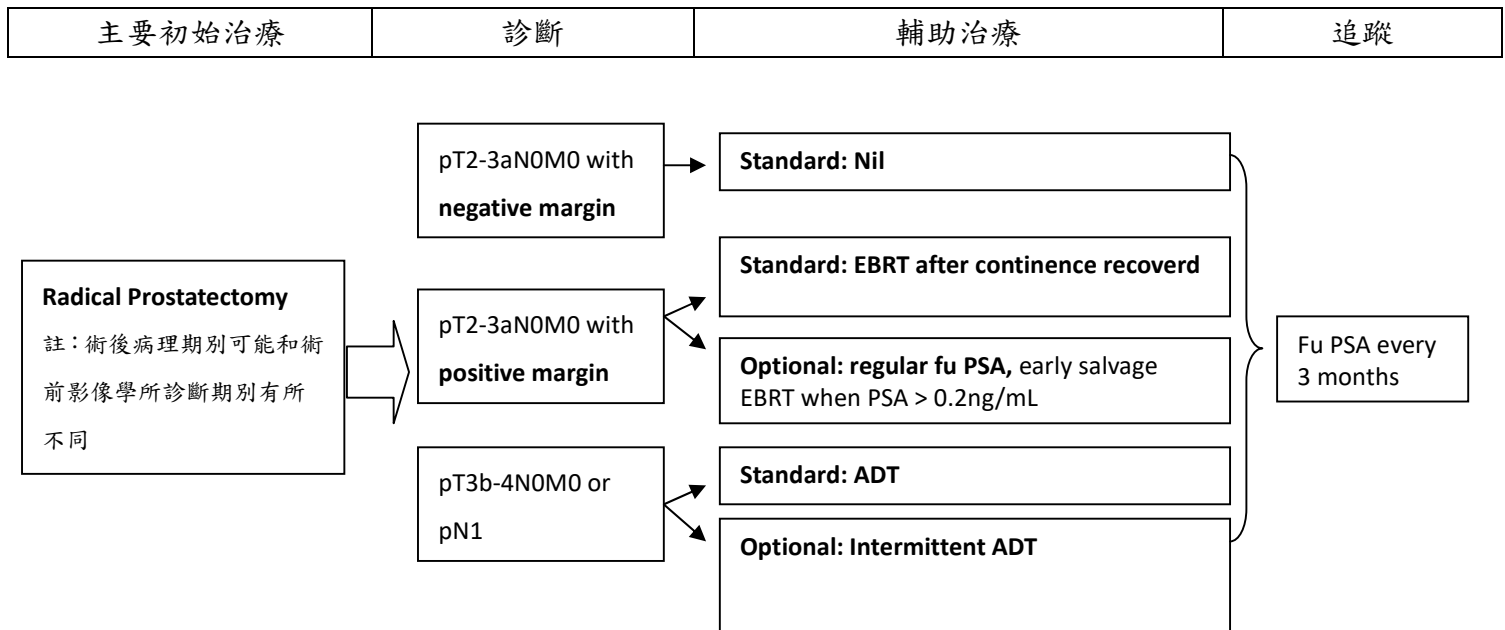 主要初始治療
診斷
輔助治療
追蹤
Radical Prostatectomy
註：術後病理期別可能和術
前影像學所診斷期別有所
不同
pT2-3aN0M0 with
negative margin
pT2-3aN0M0 with
positive margin
pT3b-4N0M0 or
pN1
Standard: Nil
Standard: EBRT after continence recoverd
Optional: regular fu PSA, early salvage
EBRT when PSA > 0.2ng/mL
Standard: ADT
Optional: Intermittent ADT
Fu PSA every
3 months